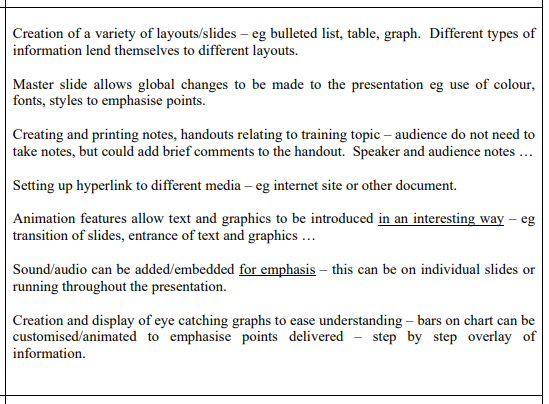 Creation of a variety of layouts/slides – eg bulleted list, table, graph. Different types of
information lend themselves to different layouts.
Master slide allows global changes to be made to the presentation eg use of colour,
fonts, styles to emphasise points.
Creating and printing notes, handouts relating to training topic – audience do not need to
take notes, but could add brief comments to the handout. Speaker and audience notes …
Setting up hyperlink to different media – eg internet site or other document.
Animation features allow text and graphics to be introduced in an interesting way – eg
transition of slides, entrance of text and graphics …
Sound/audio can be added/embedded for emphasis – this can be on individual slides or
running throughout the presentation.
Creation and display of eye catching graphs to ease understanding – bars on chart can be
customised/animated to emphasise points delivered – step by step overlay of
information.